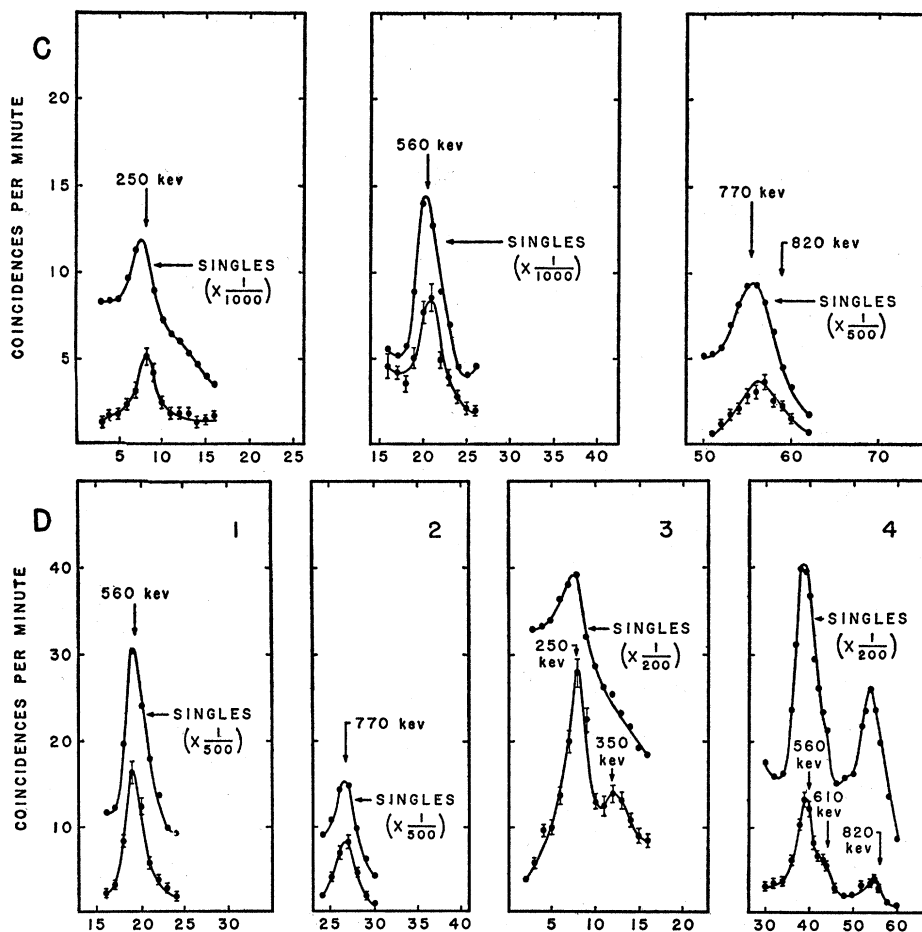 C
COINCIDENCES PER MINUTE
20
15
10
5
250 kev
SINGLES
(X 1/1000)
5 10 15 20 25
560 kev
SINGLES
(X 1/1000)
15 20 25 30 35 40
770 kev
820 kev
SINGLES
(X 1/500)
50 60 70
D
COINCIDENCES PER MINUTE
40
30
20
10
1
560 kev
SINGLES
(X 1/500)
15 20 25 30
2
770 kev
SINGLES
(X 1/500)
25 30 35 40
3
SINGLES
(X 1/200)
250 kev
350 kev
0 5 10 15 20
4
SINGLES
(X 1/200)
560 kev
610 kev
820 kev
30 40 50 60